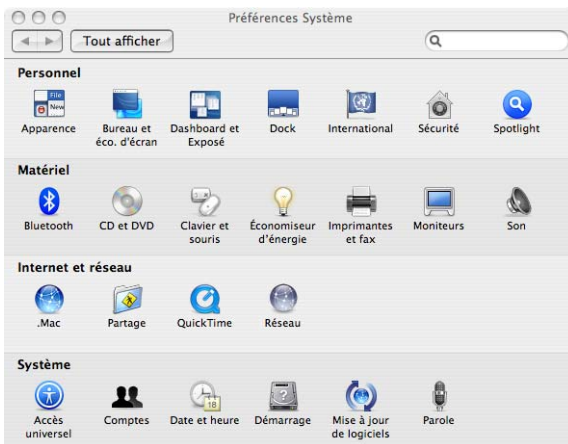 Préférences Système
Tout afficher
Personnel
File
New
Apparence
Bureau et
éco. d'écran
Dashboard et
Exposé
Dock
International
Sécurité
Spotlight
Matériel
Bluetooth
CD et DVD
Clavier et
souris
Économiseur
d'énergie
Imprimantes
et fax
Moniteurs
Son
Internet et réseau
.Mac
Partage
QuickTime
Réseau
Système
18
?
Accès
universel
Comptes
Date et heure
Démarrage
Mise à jour
de logiciels
Parole